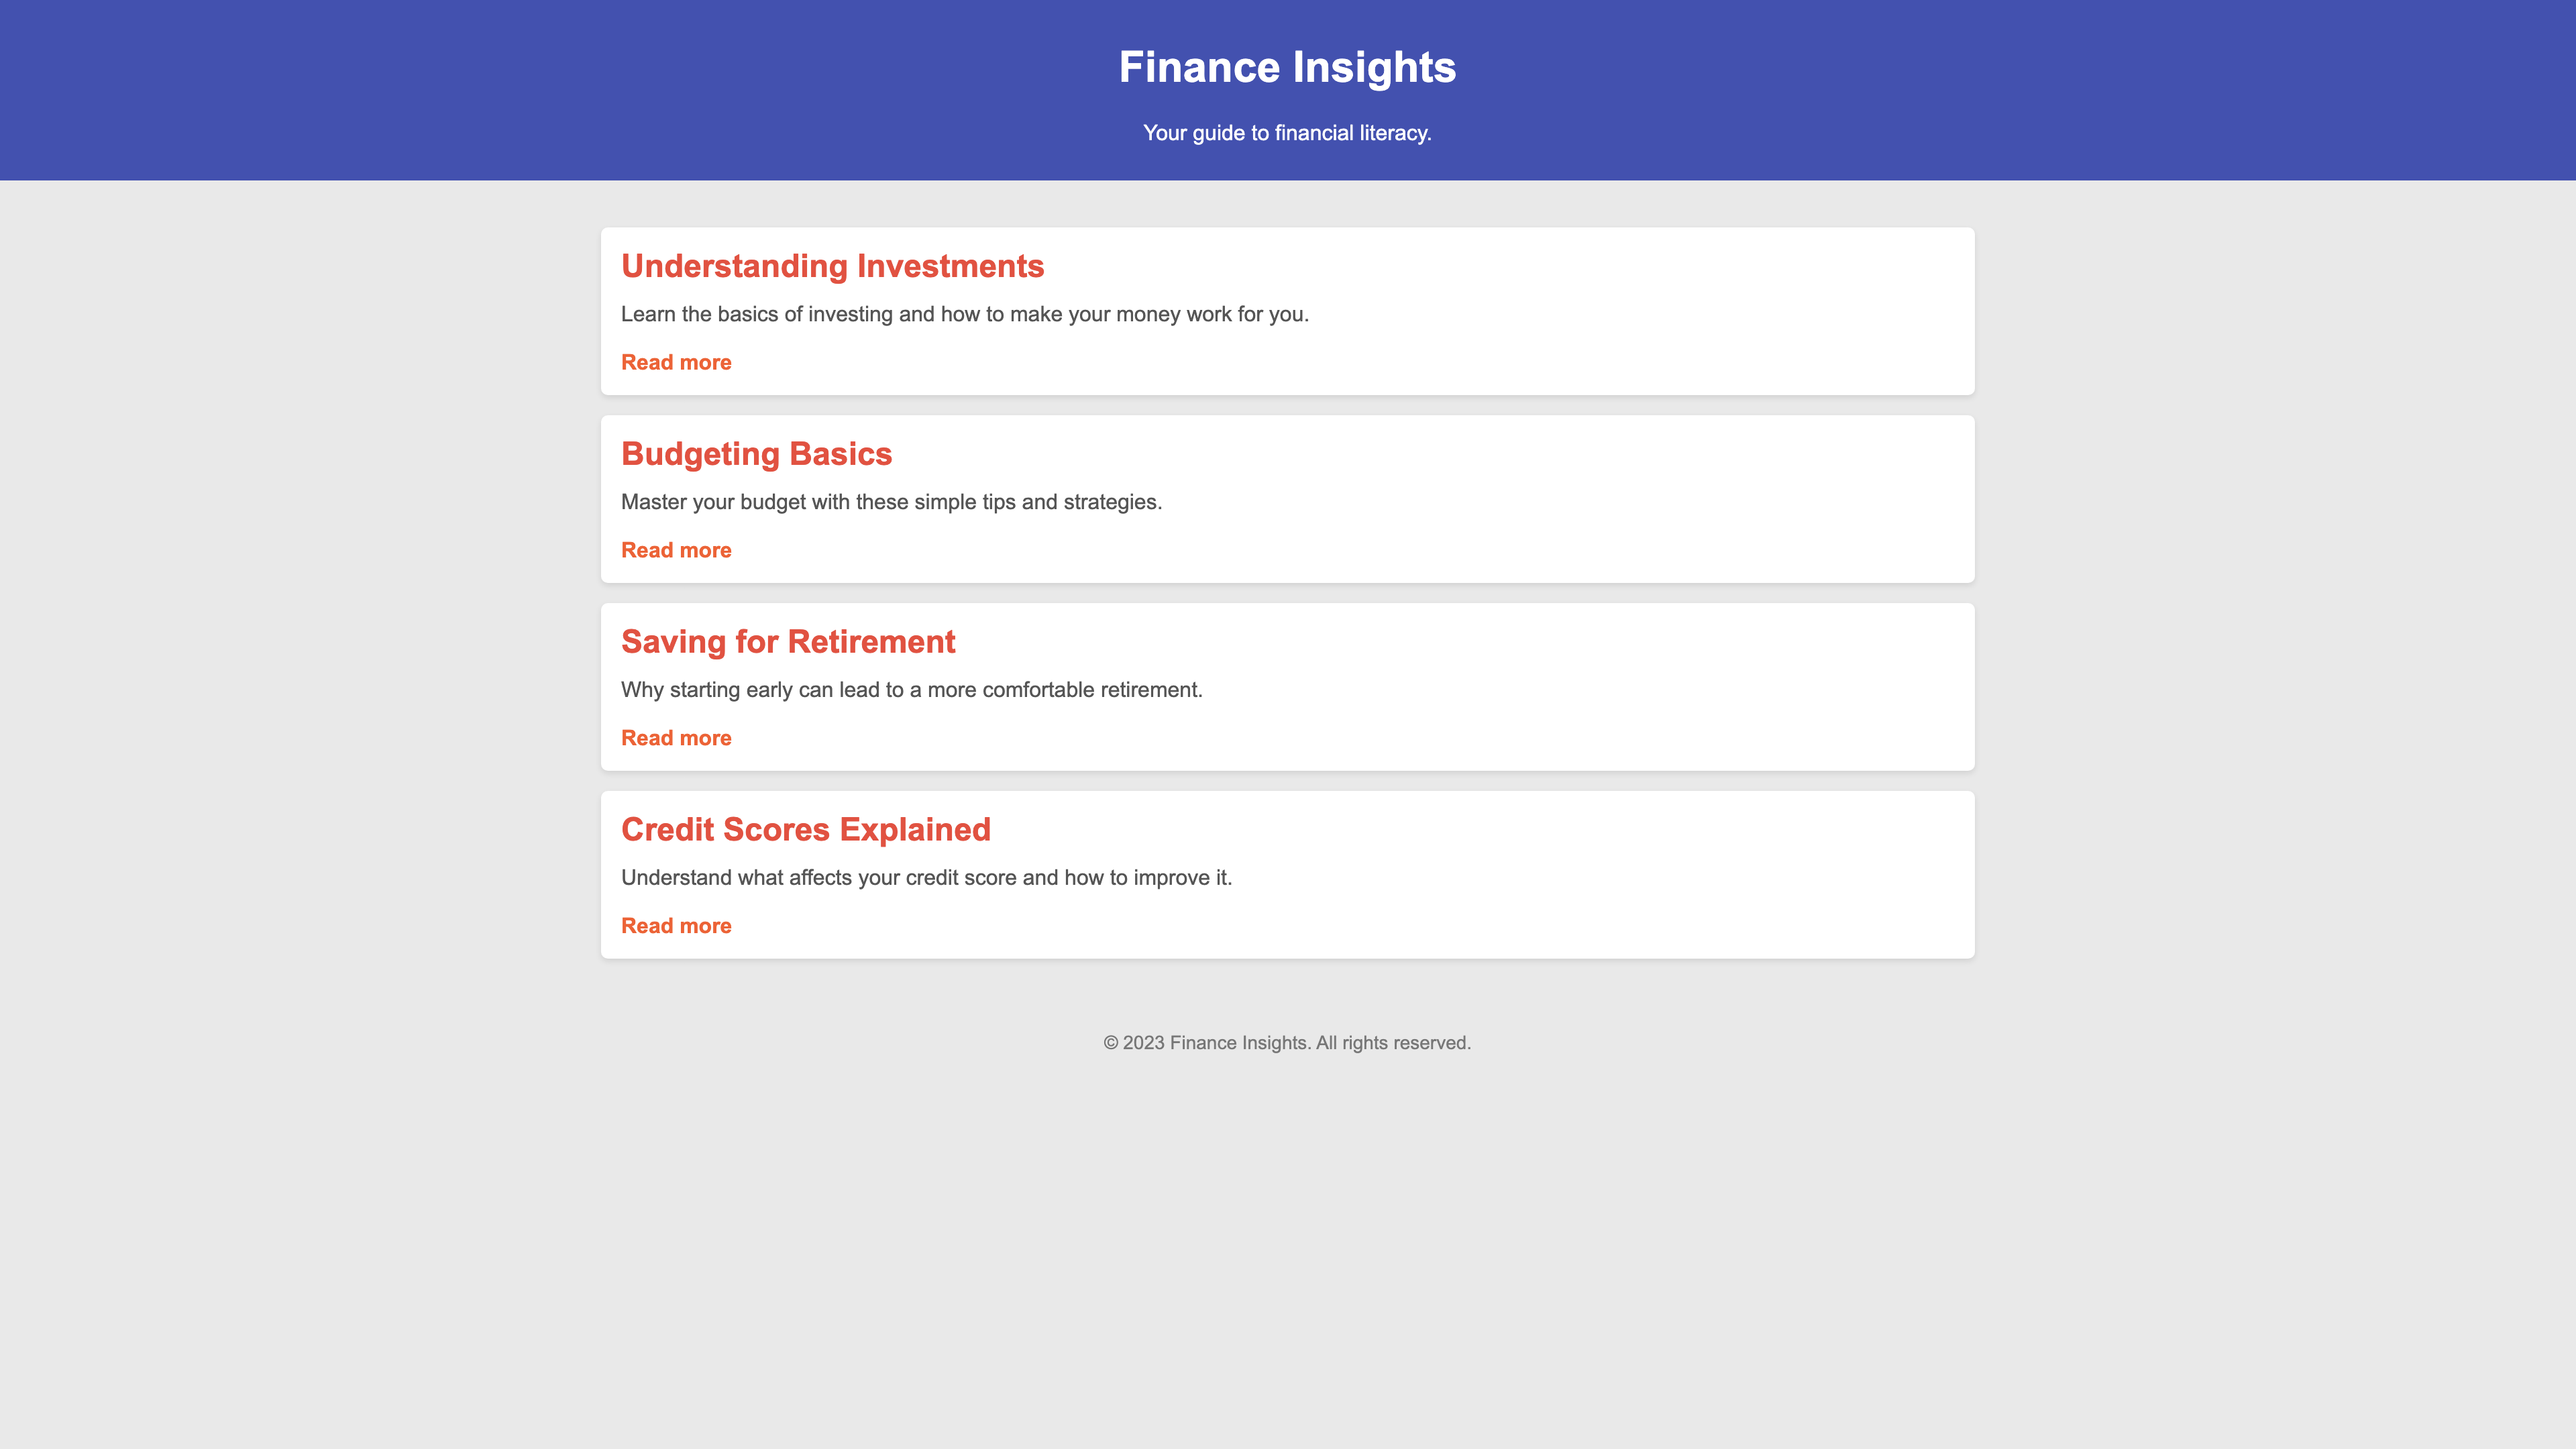 Finance Insights
Your guide to financial literacy.
Understanding Investments
Learn the basics of investing and how to make your money work for you.
Read more
Budgeting Basics
Master your budget with these simple tips and strategies.
Read more
Saving for Retirement
Why starting early can lead to a more comfortable retirement.
Read more
Credit Scores Explained
Understand what affects your credit score and how to improve it.
Read more
© 2023 Finance Insights. All rights reserved.